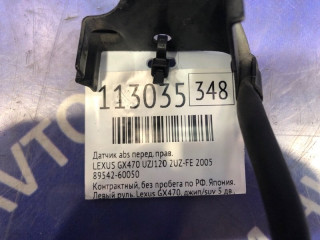 113035 348
Датчик abs перед. прав.
LEXUS GX470 UZJ120 2UZ-FE 2005
89542-60050
Контрактный, без пробега по РФ. Япония.
Левый руль. Lexus GX470, джип/suv 5 дв.,